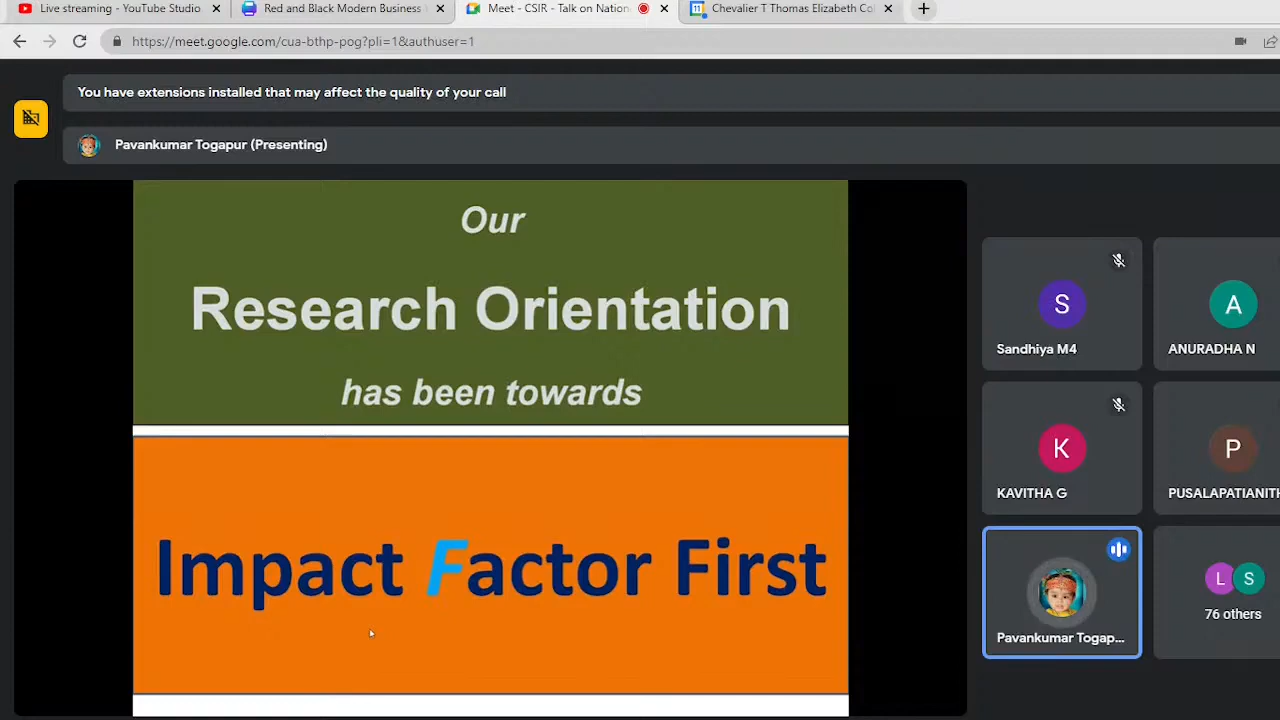 Live streaming - YouTube Studio
Red and Black Modern Business
Meet - CSIR - Talk on Nation
Chevalier T Thomas Elizabeth Col
https://meet.google.com/cua-bthp-pog?pli=1&authuser=1
You have extensions installed that may affect the quality of your call
Pavankumar Togapur (Presenting)
Our
Research Orientation
has been towards
Impact Factor First
S
Sandhiya M4
A
ANURADHA N
K
KAVITHA G
P
PUSALAPATIANITH
Pavankumar Togap...
L S
76 others